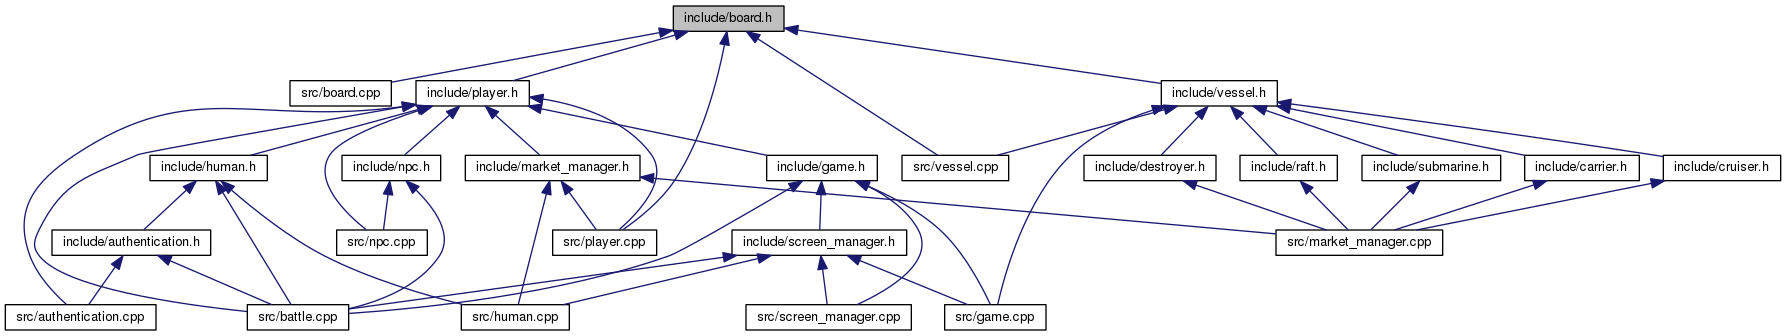 include/board.h
src/board.cpp
include/player.h
include/vessel.h
include/human.h
include/npc.h
include/market_manager.h
include/game.h
src/vessel.cpp
include/destroyer.h
include/raft.h
include/submarine.h
include/carrier.h
include/cruiser.h
include/authentication.h
src/npc.cpp
src/player.cpp
include/screen_manager.h
src/market_manager.cpp
src/authentication.cpp
src/battle.cpp
src/human.cpp
src/screen_manager.cpp
src/game.cpp